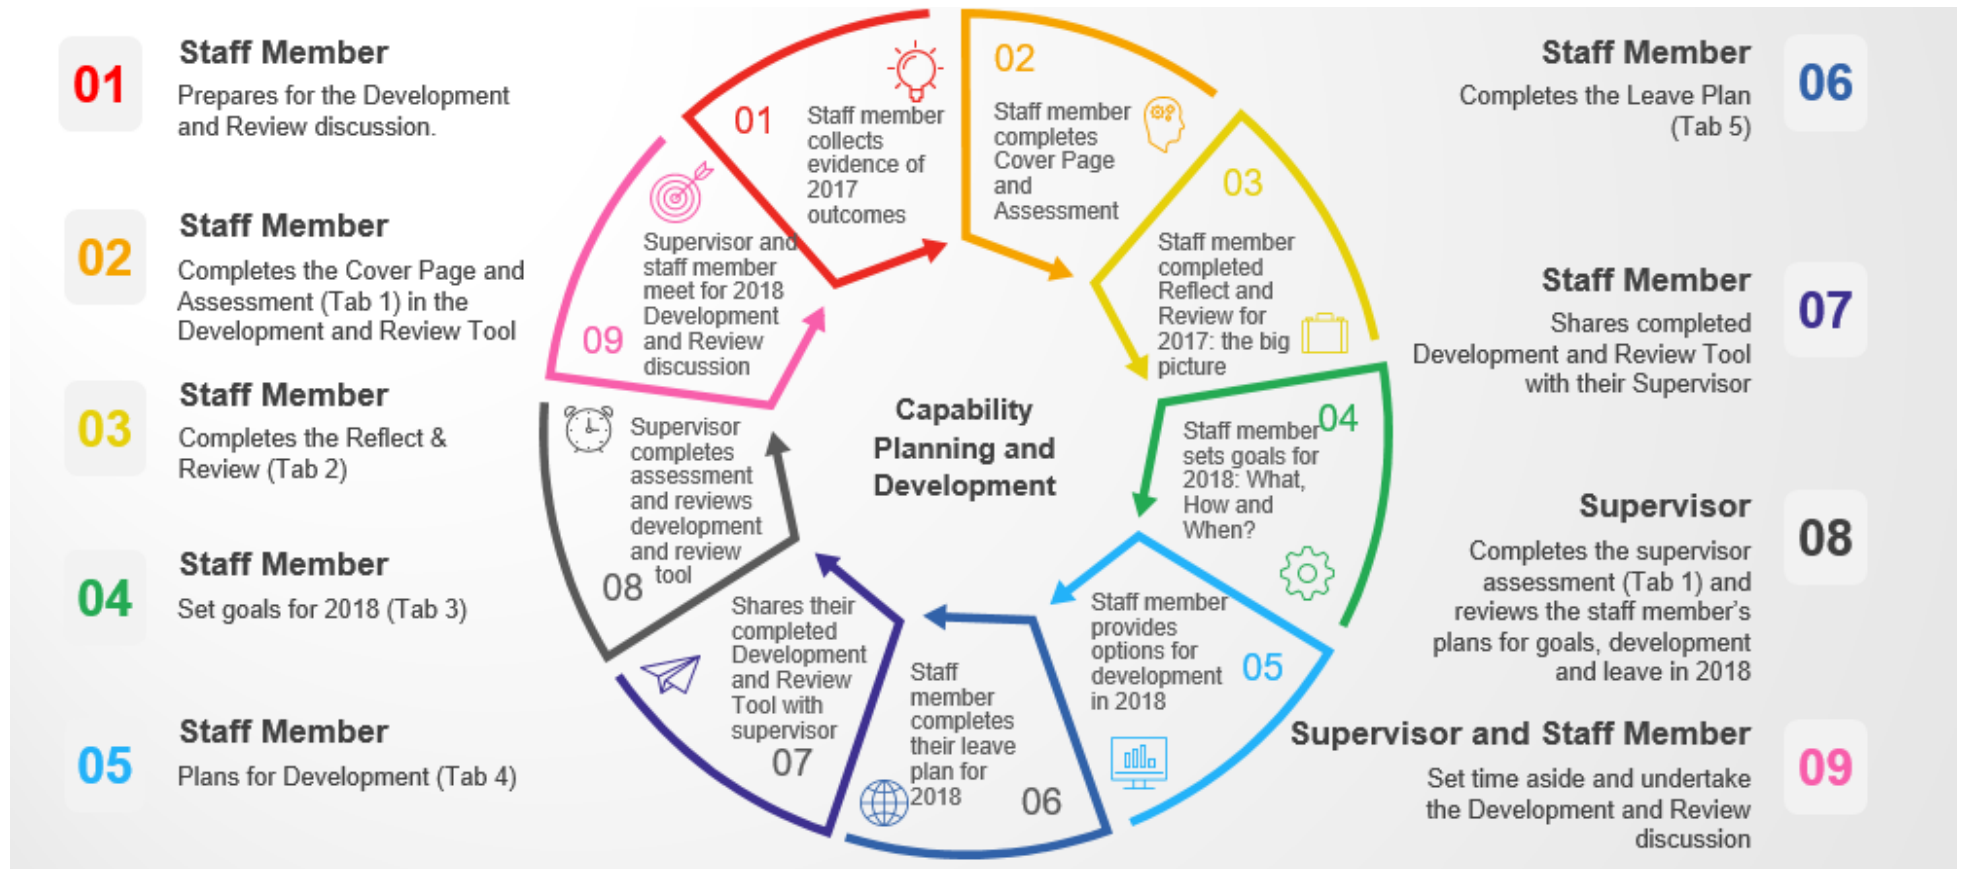 01
Staff Member
Prepares for the Development
and Review discussion.
02
Staff Member
Completes the Cover Page and
Assessment (Tab 1) in the
Development and Review Tool
03
Staff Member
Completes the Reflect &
Review (Tab 2)
04
Staff Member
Set goals for 2018 (Tab 3)
05
Staff Member
Plans for Development (Tab 4)
01
Staff member
collects
evidence of
2017
outcomes
02
Staff member
completes
Cover Page
and
Assessment
03
Staff member
completed
Reflect and
Review for
2017: the big
picture
04
Staff member
sets goals for
2018: What,
How and
When?
Staff member
provides
options for
development
in 2018
05
Staff
member
completes
their leave
plan for
2018
06
Shares their
completed
Development
and Review
Tool with
supervisor
07
Supervisor
completes
assessment
and reviews
development
and review
tool
08
Supervisor and
staff member
meet for 2018
Development
and Review
discussion
09
Capability
Planning and
Development
Staff Member
06
Completes the Leave Plan
(Tab 5)
Staff Member
07
Shares completed
Development and Review Tool
with their Supervisor
Supervisor
08
Completes the supervisor
assessment (Tab 1) and
reviews the staff member’s
plans for goals, development
and leave in 2018
Supervisor and Staff Member
09
Set time aside and undertake
the Development and Review
discussion